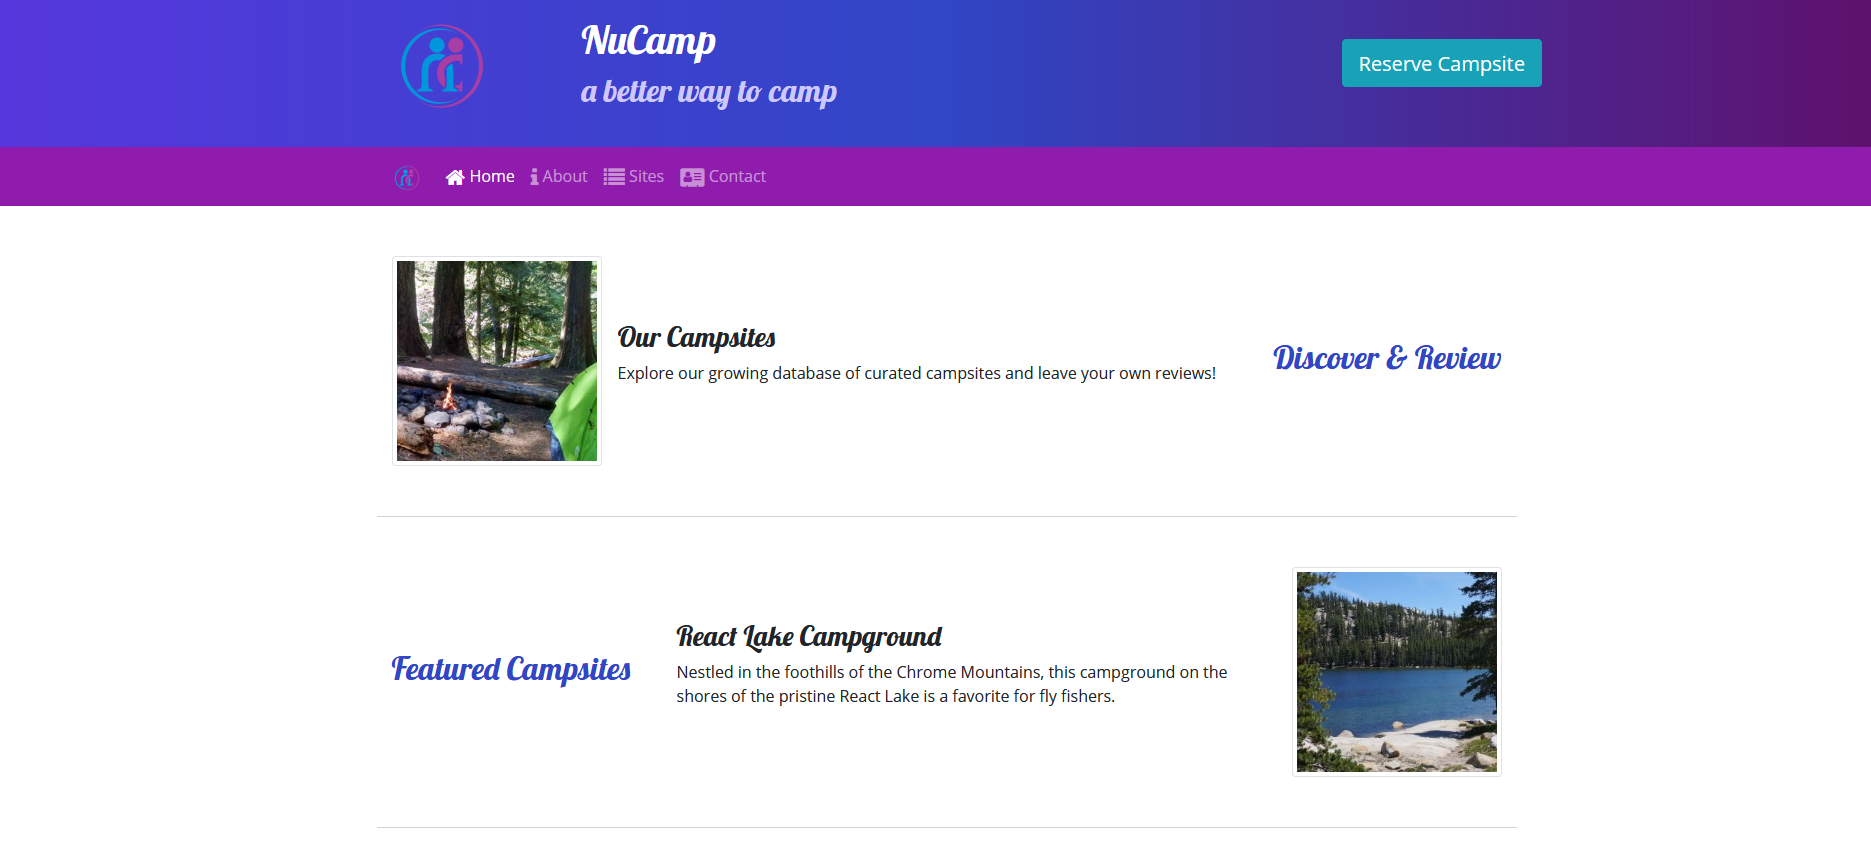 NuCamp
a better way to camp
Reserve Campsite
Home About Sites Contact
Our Campsites
Explore our growing database of curated campsites and leave your own reviews!
Discover & Review
Featured Campsites
React Lake Campground
Nestled in the foothills of the Chrome Mountains, this campground on the
shores of the pristine React Lake is a favorite for fly fishers.